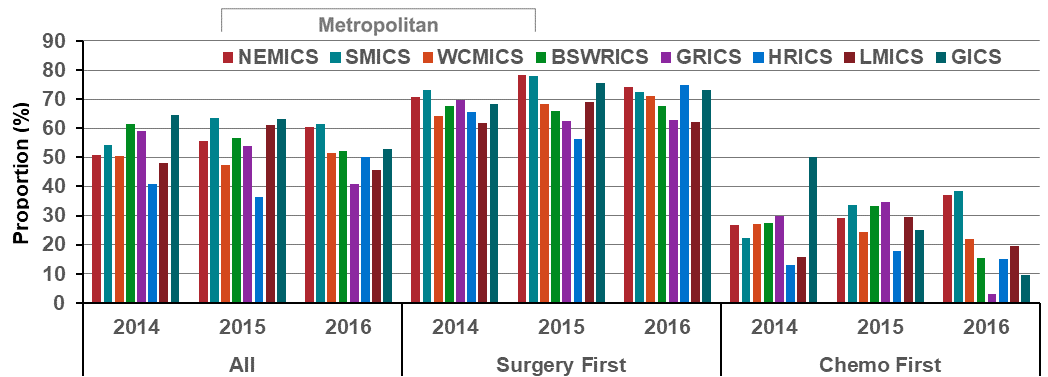 Metropolitan
NEMICS SMICS WCMICS BSWRICS GRICS HRICS LMICS GICS
Proportion (%)
90
80
70
60
50
40
30
20
10
0
2014 2015 2016 2014 2015 2016 2014 2015 2016
All Surgery First Chemo First